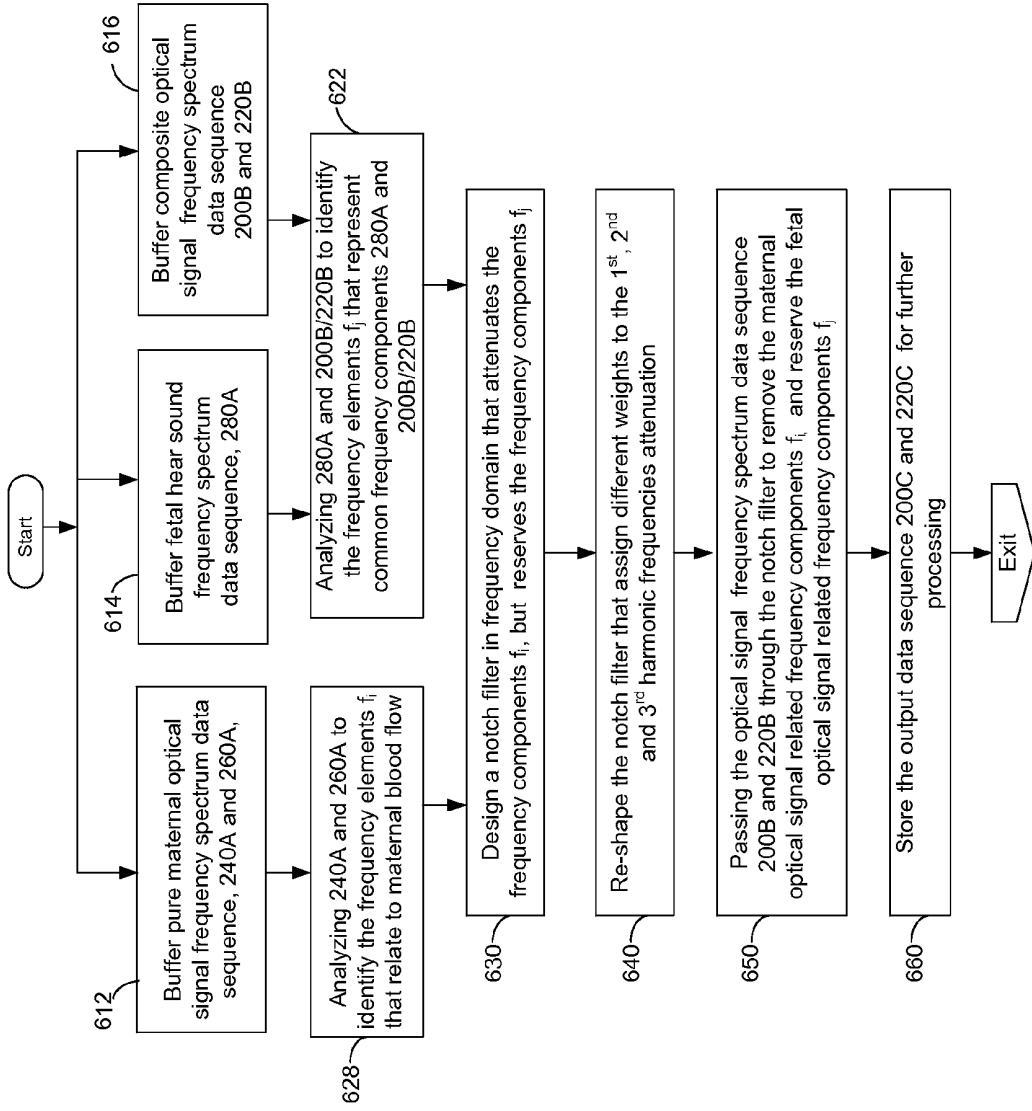 Start
612
Buffer pure maternal optical
signal frequency spectrum data
sequence, 240A and 260A,
614
Buffer fetal hear sound
frequency spectrum
data sequence, 280A
616
Buffer composite optical
signal frequency spectrum
data sequence
200B and 220B
628
Analyzing 240A and 260A to
identify the frequency elements fi
that relate to maternal blood flow
622
Analyzing 280A and 200B/220B to identify
the frequency elements fj that represent
common frequency components 280A and
200B/220B
630
Design a notch filter in frequency domain that attenuates the
frequency components fi, but reserves the frequency components fj
640
Re-shape the notch filter that assign different weights to the 1st, 2nd
and 3rd harmonic frequencies attenuation
650
Passing the optical signal frequency spectrum data sequence
200B and 220B through the notch filter to remove the maternal
optical signal related frequency components fi, and reserve the fetal
optical signal related frequency components fj
660
Store the output data sequence 200C and 220C for further
processing
Exit